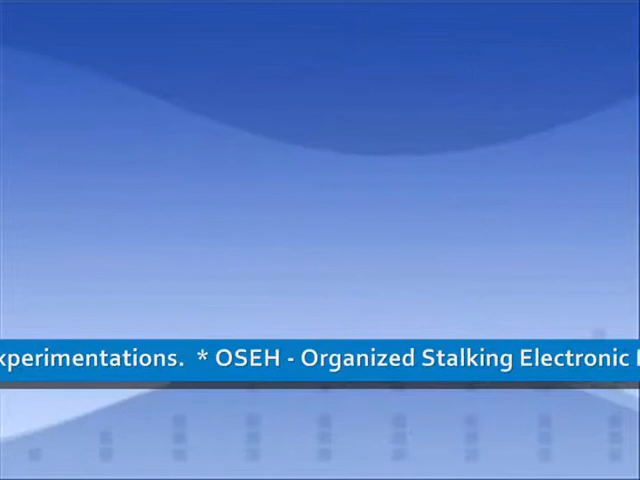 xperimentations. * OSEH - Organized Stalking Electronic